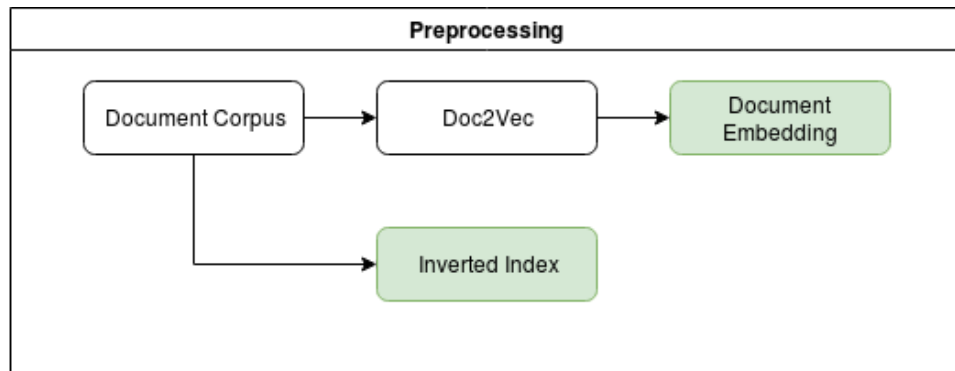 Preprocessing
Document Corpus
Doc2Vec
Document
Embedding
Inverted Index